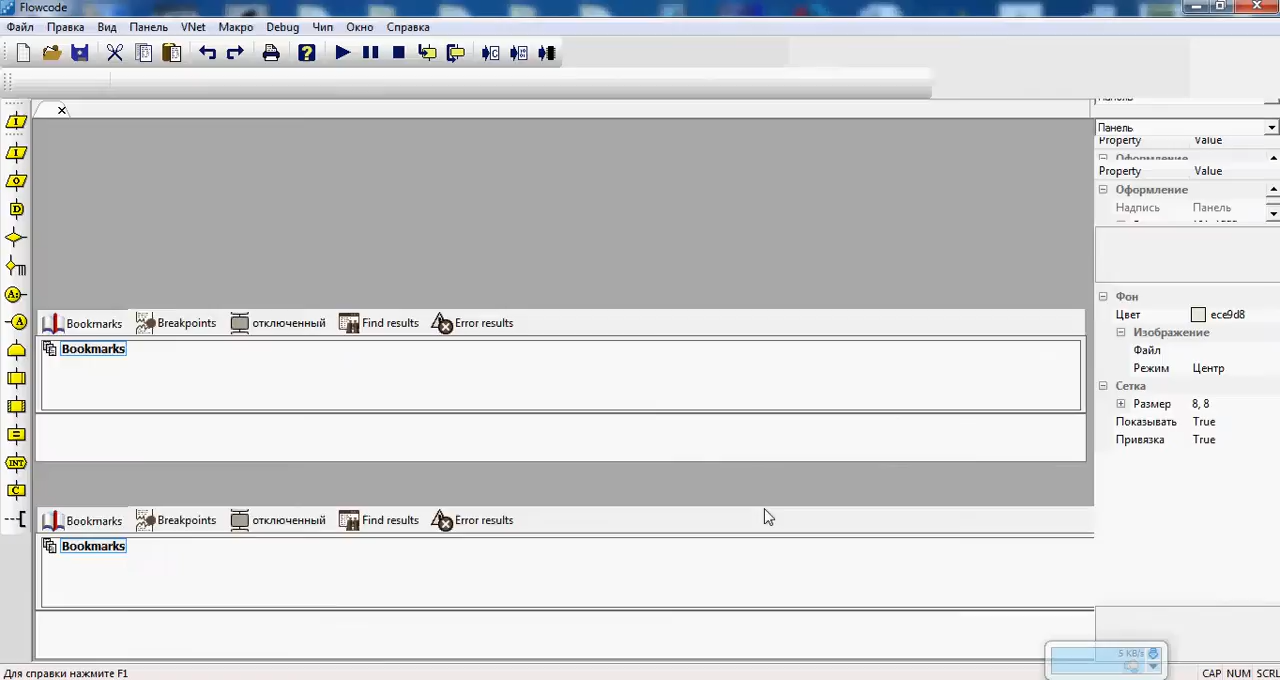 Flowcode
Файл Правка Вид Панель VNet Макро Debug Чип Окно Справка
Панель
Property Value
Property Value
Оформление
Надпись Панель
Фон
Цвет ece9d8
Изображение
Файл
Режим Центр
Сетка
Размер 8, 8
Показывать True
Привязка True
I
I
O
D
A
A
INT
C
Bookmarks Breakpoints отключенный Find results Error results
Bookmarks
Bookmarks Breakpoints отключенный Find results Error results
Bookmarks
5 KB/s
Для справки нажмите F1
CAP NUM SCRL